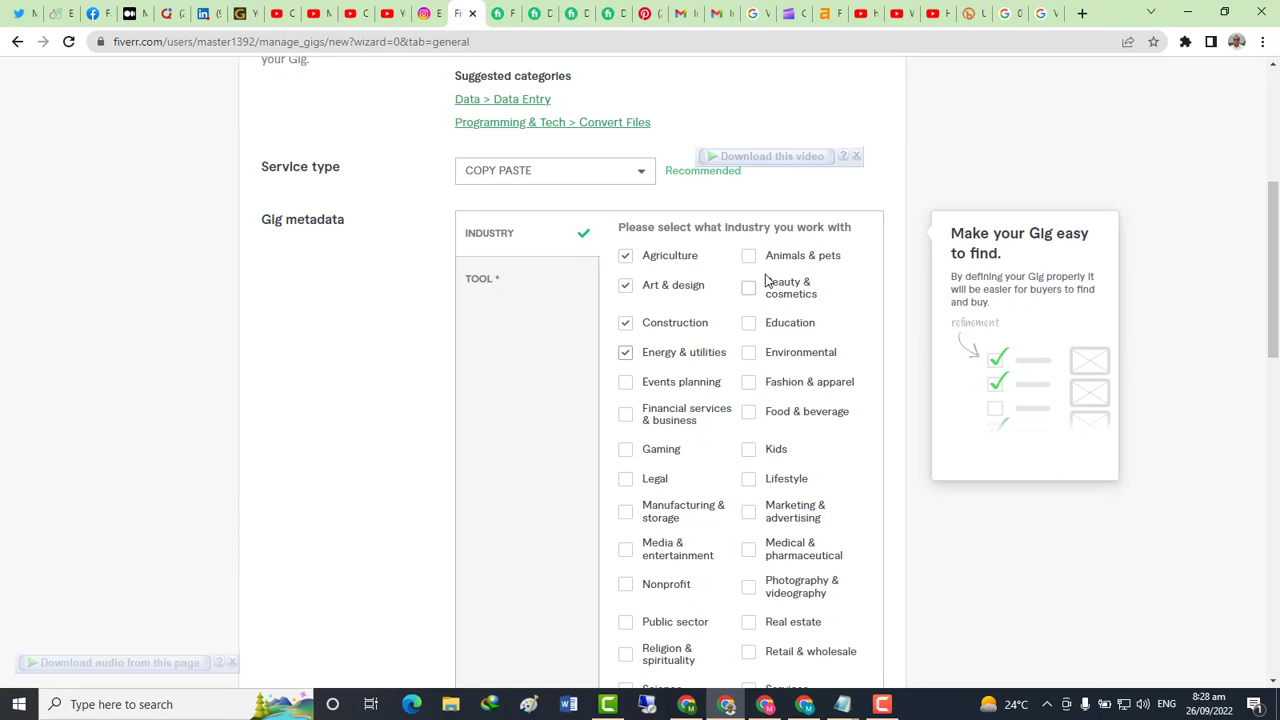 Fi
fiverr.com/users/master1392/manage_gigs/new?wizard=0&tab=general
your Gig.
Suggested categories
Data > Data Entry
Programming & Tech > Convert Files
Download this video
Service type
COPY PASTE
Recommended
Gig metadata
INDUSTRY
TOOL *
Please select what industry you work with
Agriculture
Animals & pets
Art & design
Beauty &
cosmetics
Construction
Education
Energy & utilities
Environmental
Events planning
Fashion & apparel
Financial services
& business
Food & beverage
Gaming
Kids
Legal
Lifestyle
Manufacturing &
storage
Marketing &
advertising
Media &
entertainment
Medical &
pharmaceutical
Nonprofit
Photography &
videography
Public sector
Real estate
Religion &
spirituality
Retail & wholesale
Make your Gig easy
to find.
By defining your Gig properly it
will be easier for buyers to find
and buy.
refinement
Download audio from this page
Type here to search
24°C
ENG
8:28 am
26/09/2022